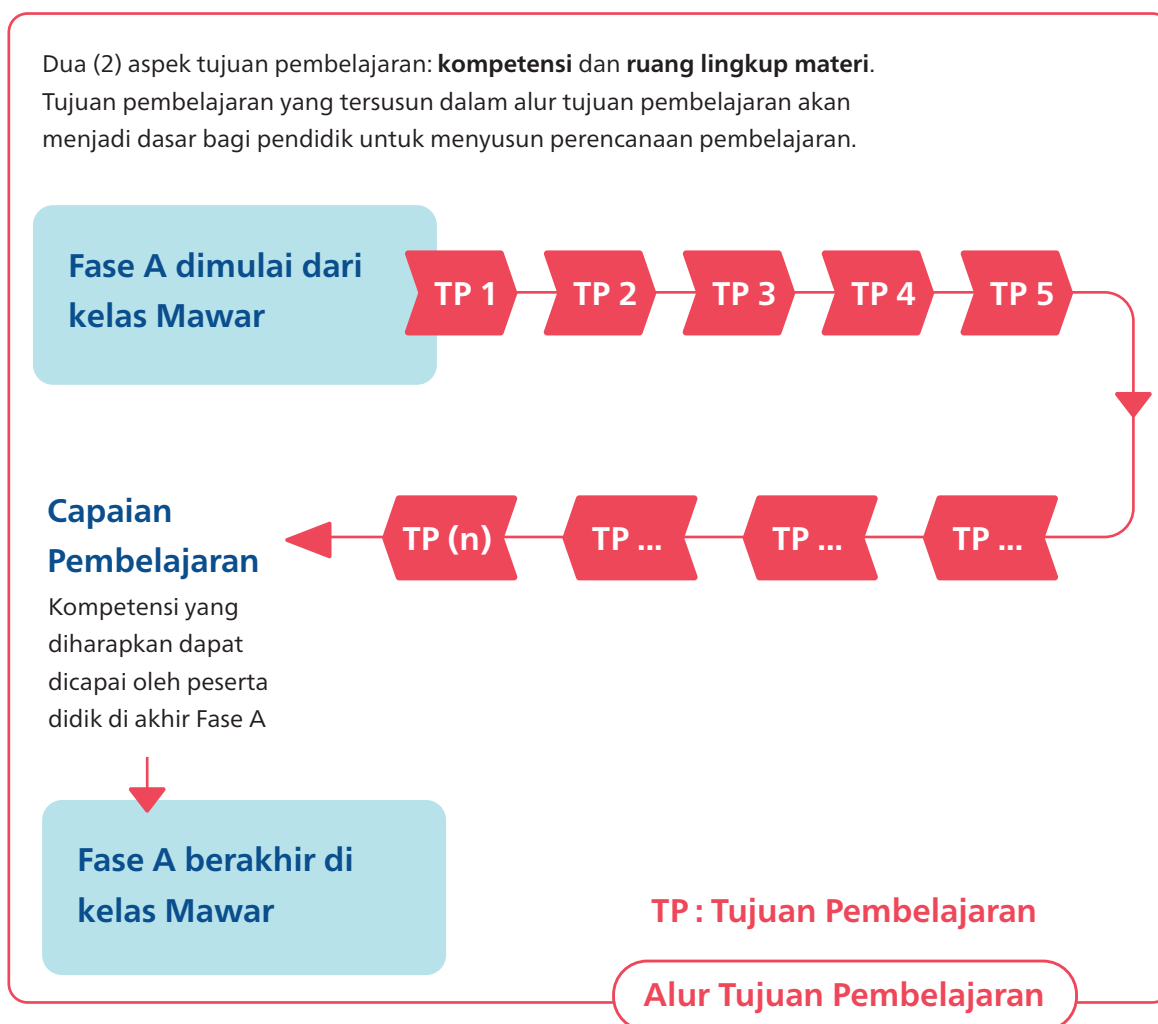 Dua (2) aspek tujuan pembelajaran: kompetensi dan ruang lingkup materi.
Tujuan pembelajaran yang tersusun dalam alur tujuan pembelajaran akan
menjadi dasar bagi pendidik untuk menyusun perencanaan pembelajaran.
Fase A dimulai dari
kelas Mawar
TP 1
TP 2
TP 3
TP 4
TP 5
Capaian
Pembelajaran
Kompetensi yang
diharapkan dapat
dicapai oleh peserta
didik di akhir Fase A
TP (n)
TP ...
TP ...
TP ...
Fase A berakhir di
kelas Mawar
TP : Tujuan Pembelajaran
Alur Tujuan Pembelajaran